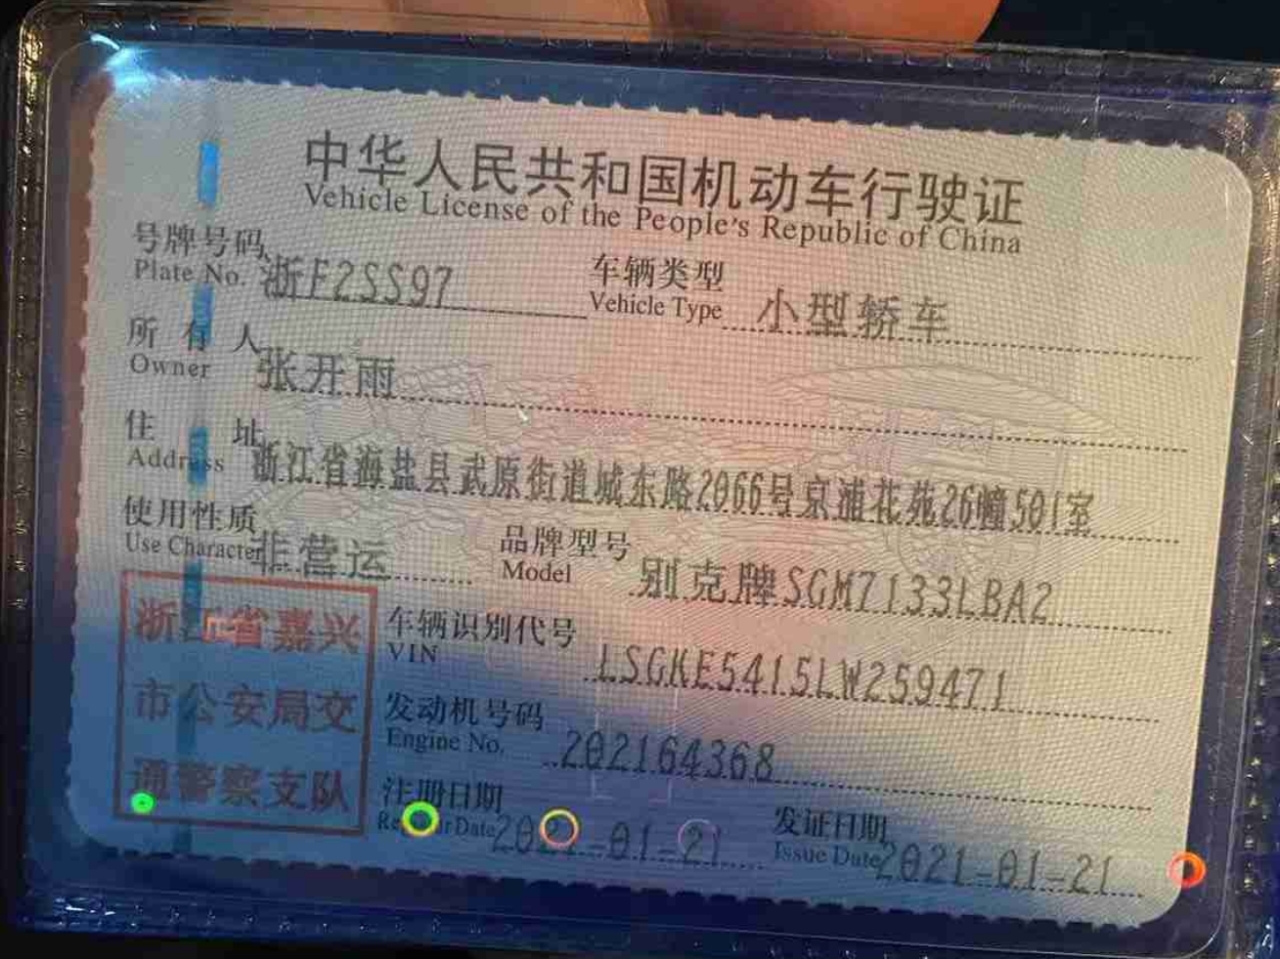 中华人民共和国机动车行驶证
Vehicle License of the People's Republic of China
号牌号码 浙F2SS97 车辆类型 小型轿车
Plate No. Vehicle Type
所有人 张开雨
Owner
住址 浙江省海盐县武原街道城东路2066号京浦花苑26幢501室
Address
使用性质 非营运 品牌型号 别克牌SGM7133LBA2
Use Character Model
浙江省嘉兴
市公安局交
通警察支队
车辆识别代号 LSGKE5415LW259471
VIN
发动机号码 202164368
Engine No.
注册日期 2021-01-21 发证日期 2021-01-21
Register Date Issue Date